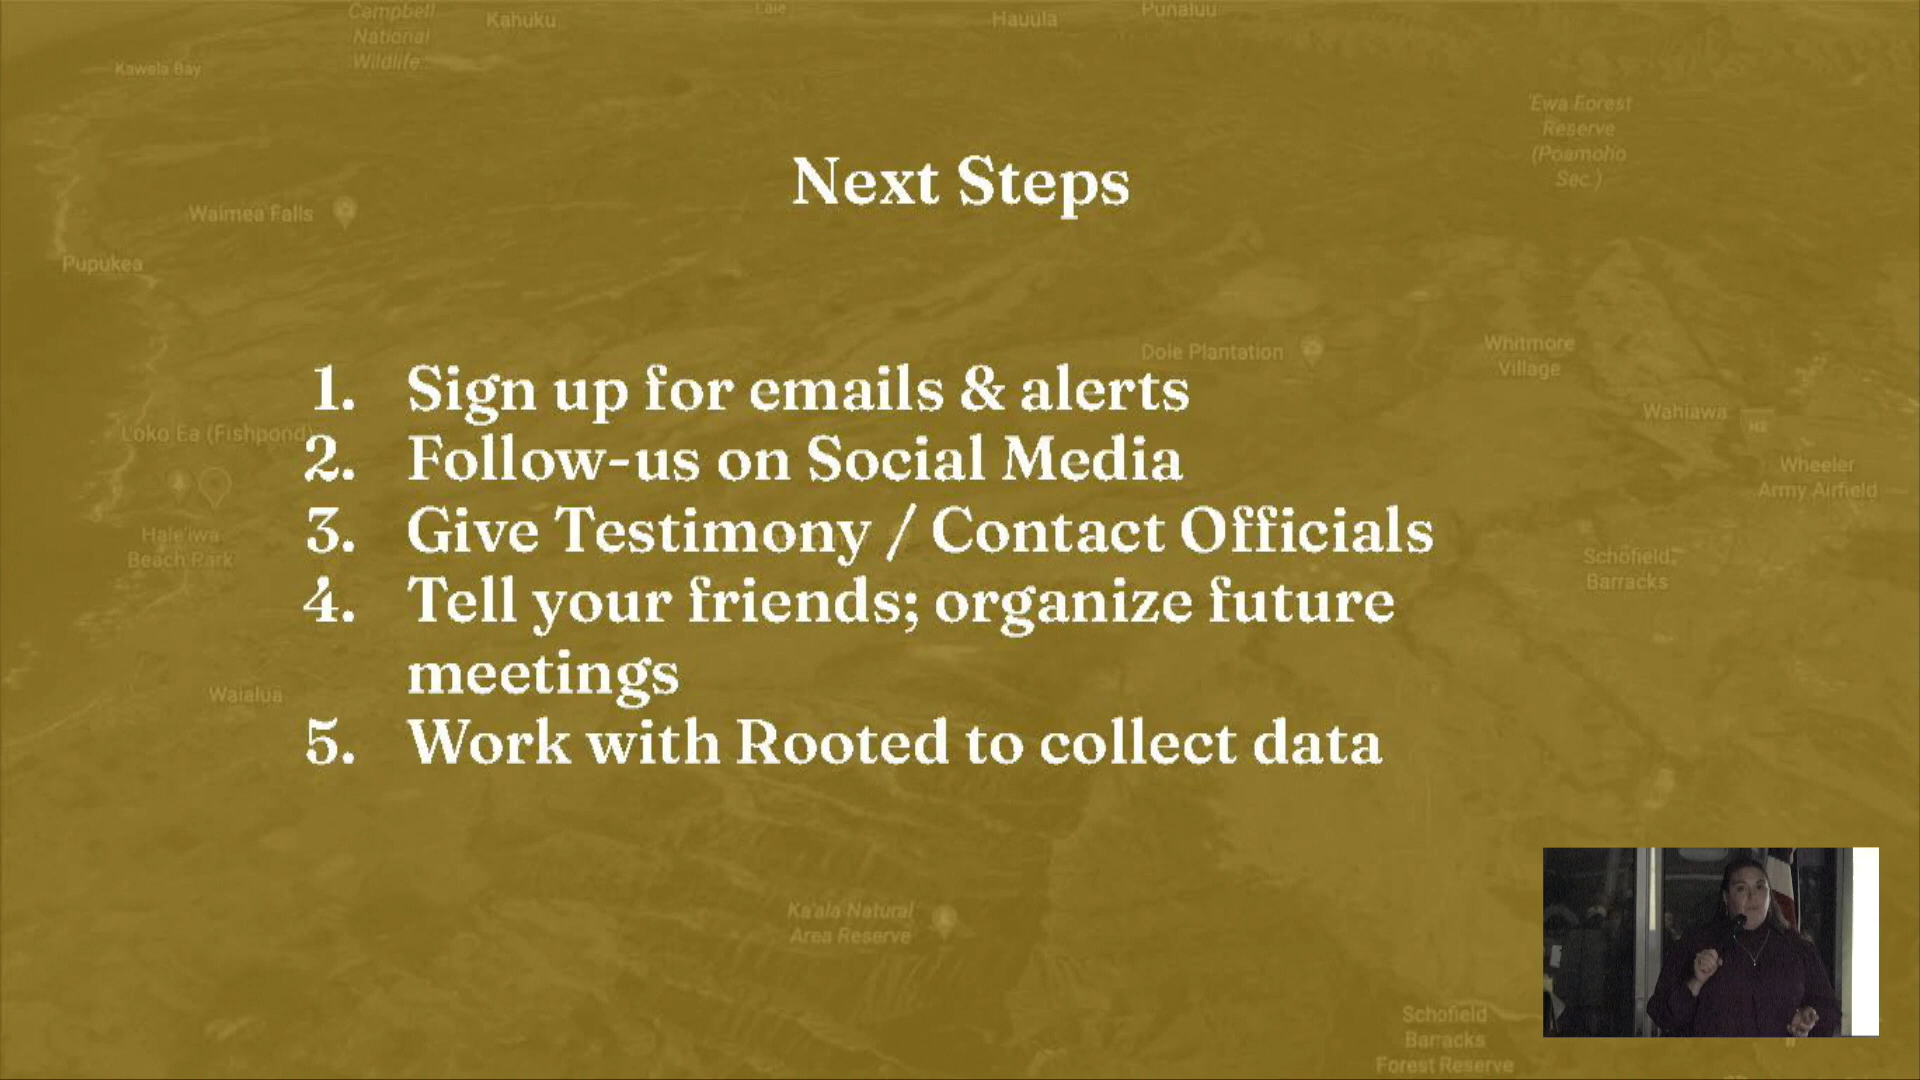 Campbell
National
Wildlife..
Kahuku
Laie
Hauula
Punaluu
Kawela Bay
'Ewa Forest
Reserve
(Poamoho
Sec.)
Next Steps
Waimea Falls
Pupukea
Dole Plantation
Whitmore
Village
1. Sign up for emails & alerts
Wahiawa
H2
Loko Ea (Fishpond)
2. Follow-us on Social Media
Wheeler
Army Airfield
3. Give Testimony / Contact Officials
Hale'iwa
Beach Park
Schofield
Barracks
4. Tell your friends; organize future
meetings
Waialua
5. Work with Rooted to collect data
Ka'ala Natural
Area Reserve
Schofield
Barracks
Forest Reserve